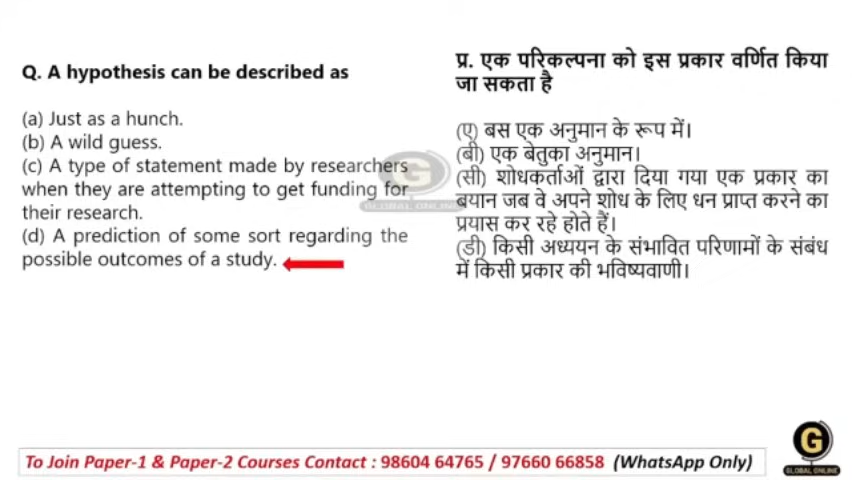 Q. A hypothesis can be described as
(a) Just as a hunch.
(b) A wild guess.
(c) A type of statement made by researchers
when they are attempting to get funding for
their research.
(d) A prediction of some sort regarding the
possible outcomes of a study.
प्र. एक परिकल्पना को इस प्रकार वर्णित किया
जा सकता है
(ए) बस एक अनुमान के रूप में।
(बी) एक बेतुका अनुमान।
(सी) शोधकर्ताओं द्वारा दिया गया एक प्रकार का
बयान जब वे अपने शोध के लिए धन प्राप्त करने का
प्रयास कर रहे होते हैं।
(डी) किसी अध्ययन के संभावित परिणामों के संबंध
में किसी प्रकार की भविष्यवाणी।
G
GLOBAL ONLINE
To Join Paper-1 & Paper-2 Courses Contact : 98604 64765 / 97660 66858 (WhatsApp Only)
G
GLOBAL ONLINE